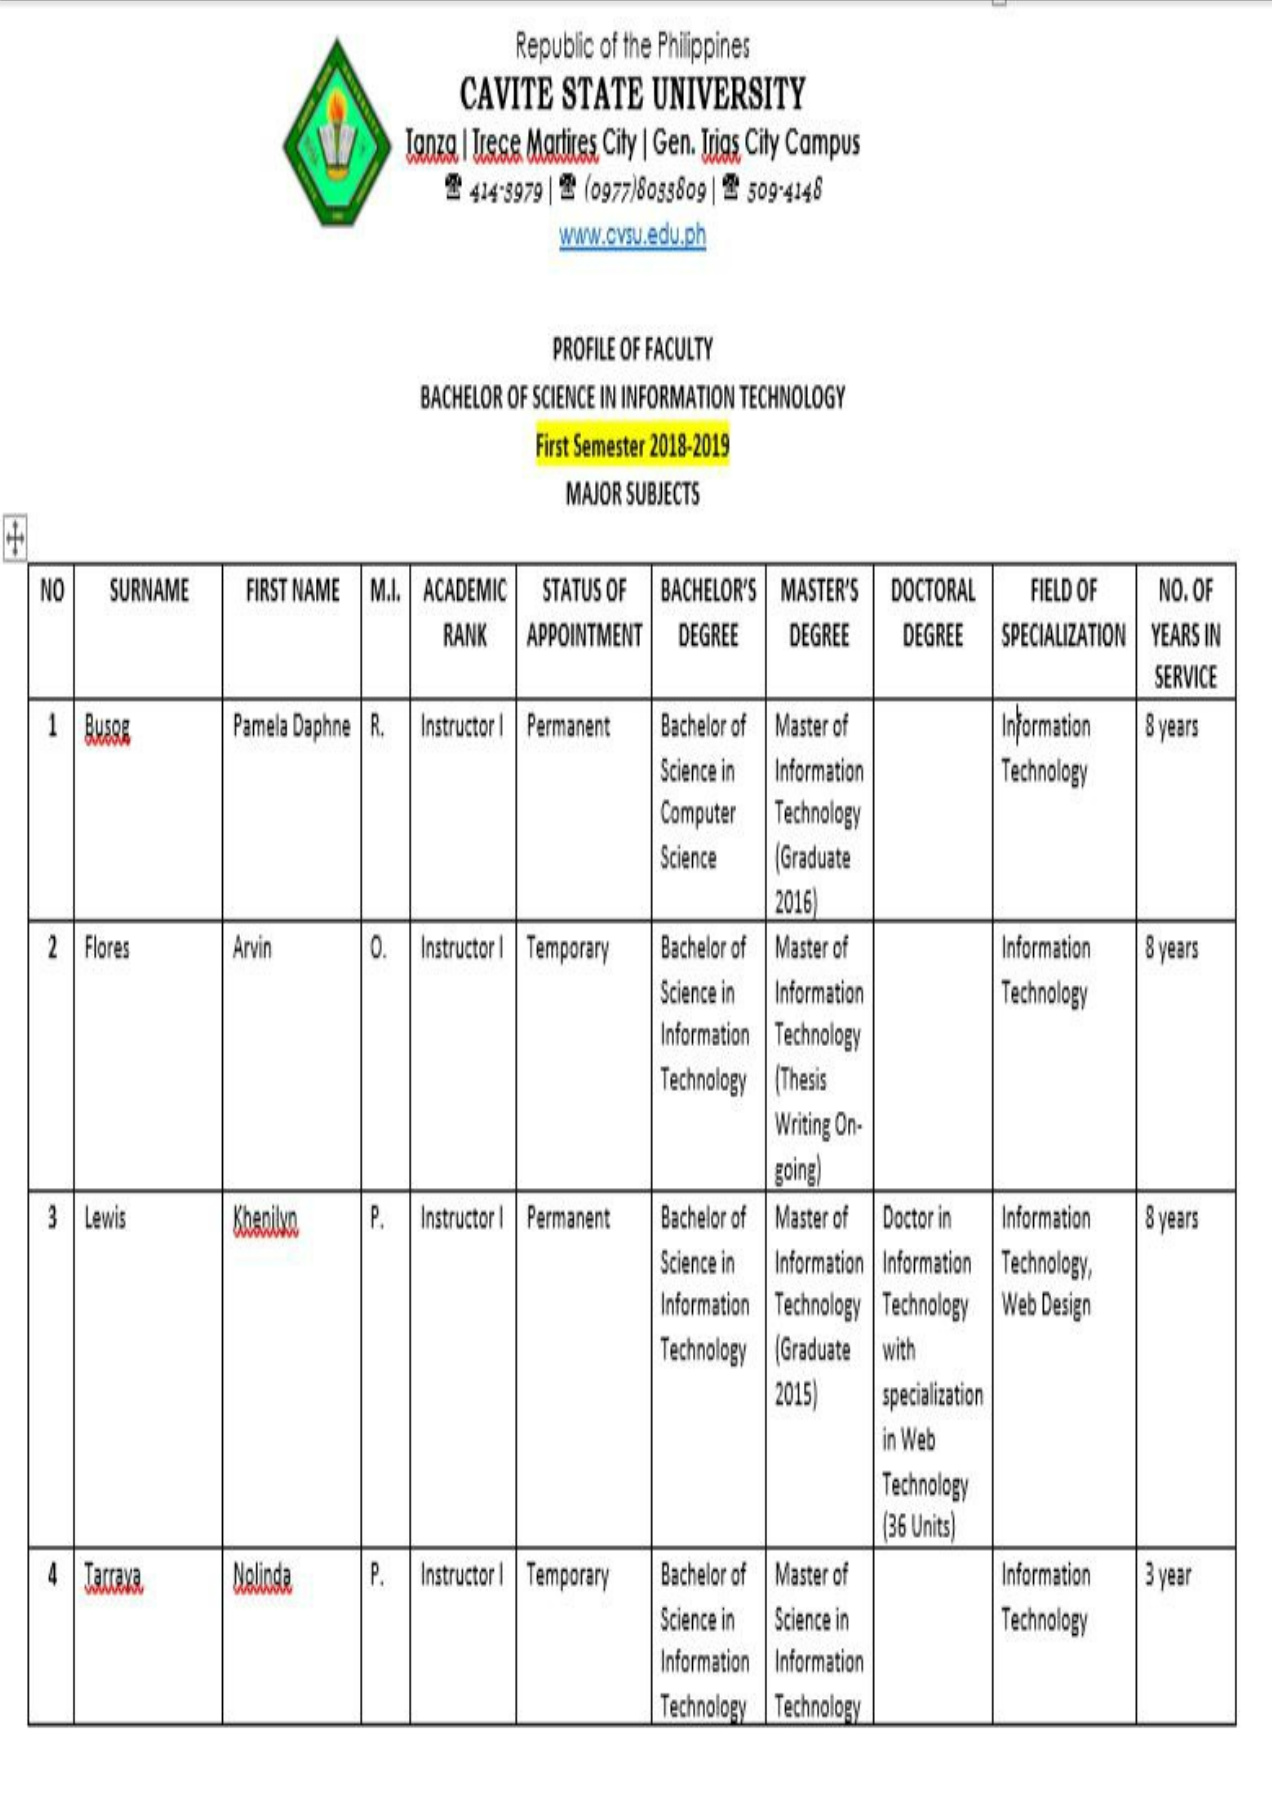 Republic of the Philippines
CAVITE STATE UNIVERSITY
Tanza | Trece Martires City | Gen. Trias City Campus
☎ 414-3979 | ☎ (0977)8033809 | ☎ 509-4148
www.cvsu.edu.ph
PROFILE OF FACULTY
BACHELOR OF SCIENCE IN INFORMATION TECHNOLOGY
First Semester 2018-2019
MAJOR SUBJECTS
NO SURNAME FIRST NAME M.I. ACADEMIC RANK STATUS OF APPOINTMENT BACHELOR'S DEGREE MASTER'S DEGREE DOCTORAL DEGREE FIELD OF SPECIALIZATION NO. OF YEARS IN SERVICE
1 Busog Pamela Daphne R. Instructor I Permanent Bachelor of Science in Computer Science Master of Information Technology (Graduate 2016) Information Technology 8 years
2 Flores Arvin O. Instructor I Temporary Bachelor of Science in Information Technology Master of Information Technology (Thesis Writing On-going) Information Technology 8 years
3 Lewis Khenilyn P. Instructor I Permanent Bachelor of Science in Information Technology Master of Information Technology (Graduate 2015) Doctor in Information Technology with specialization in Web Technology (36 Units) Information Technology, Web Design 8 years
4 Tarraya Nolinda P. Instructor I Temporary Bachelor of Science in Information Technology Master of Science in Information Technology Information Technology 3 year